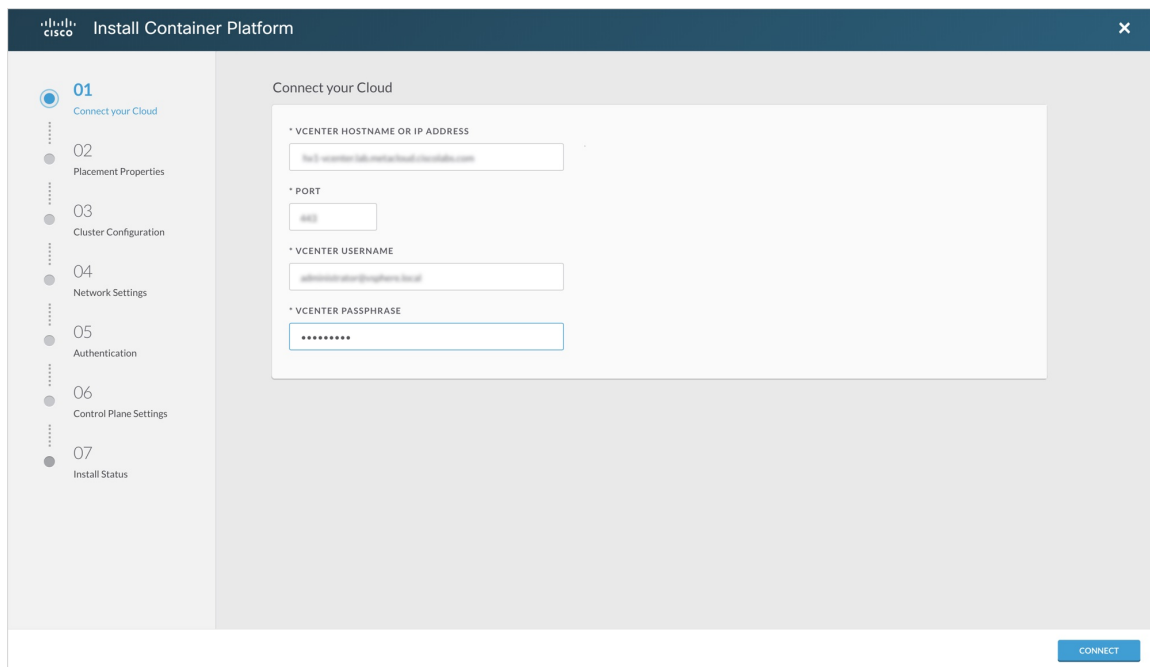 CISCO Install Container Platform
01
Connect your Cloud
02
Placement Properties
03
Cluster Configuration
04
Network Settings
05
Authentication
06
Control Plane Settings
07
Install Status
Connect your Cloud
* VCENTER HOSTNAME OR IP ADDRESS
* PORT
* VCENTER USERNAME
* VCENTER PASSPHRASE
•••••••••
CONNECT